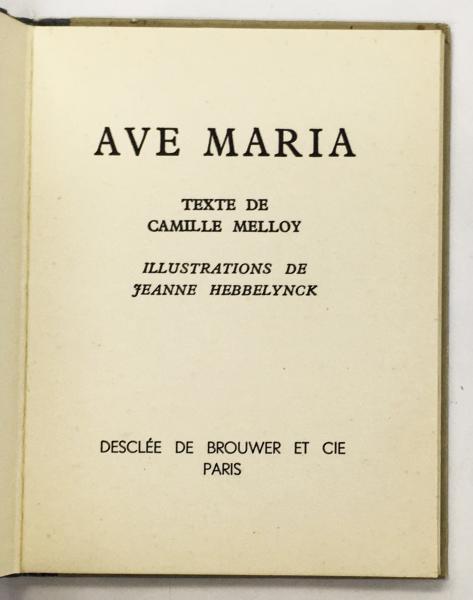 AVE MARIA
TEXTE DE
CAMILLE MELLOY
ILLUSTRATIONS DE
JEANNE HEBBELYNCK
DESCLÉE DE BROUWER ET CIE
PARIS